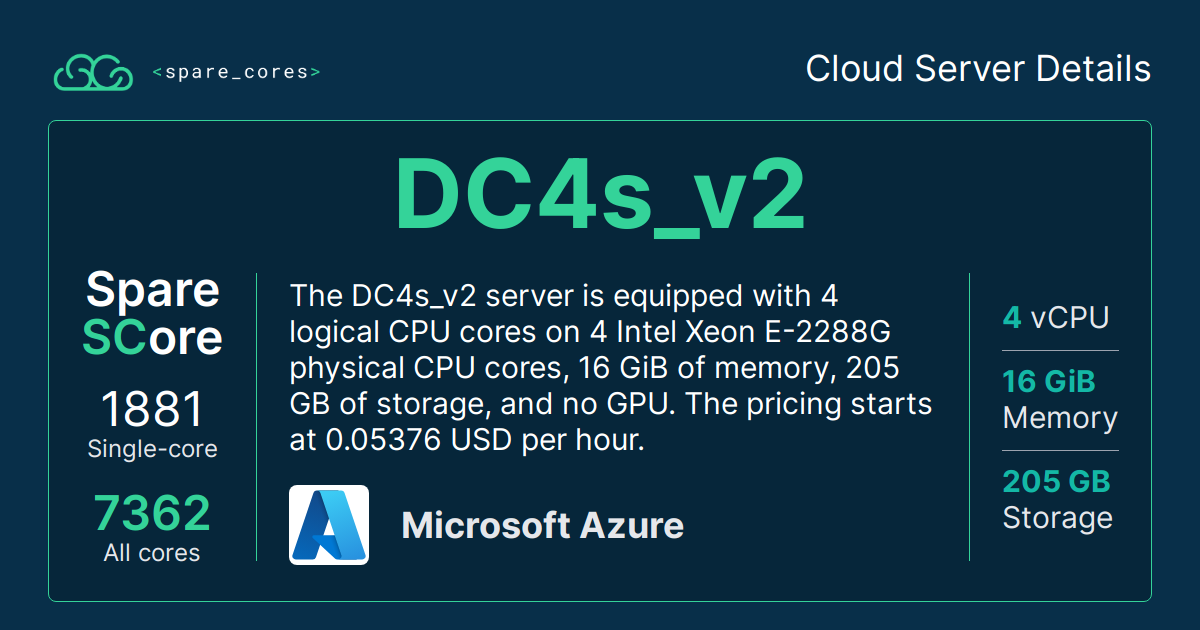 <spare_cores>
Cloud Server Details
DC4s_v2
Spare
SCore
1881
Single-core
7362
All cores
The DC4s_v2 server is equipped with 4
logical CPU cores on 4 Intel Xeon E-2288G
physical CPU cores, 16 GiB of memory, 205
GB of storage, and no GPU. The pricing starts
at 0.05376 USD per hour.
Microsoft Azure
4 vCPU
16 GiB
Memory
205 GB
Storage